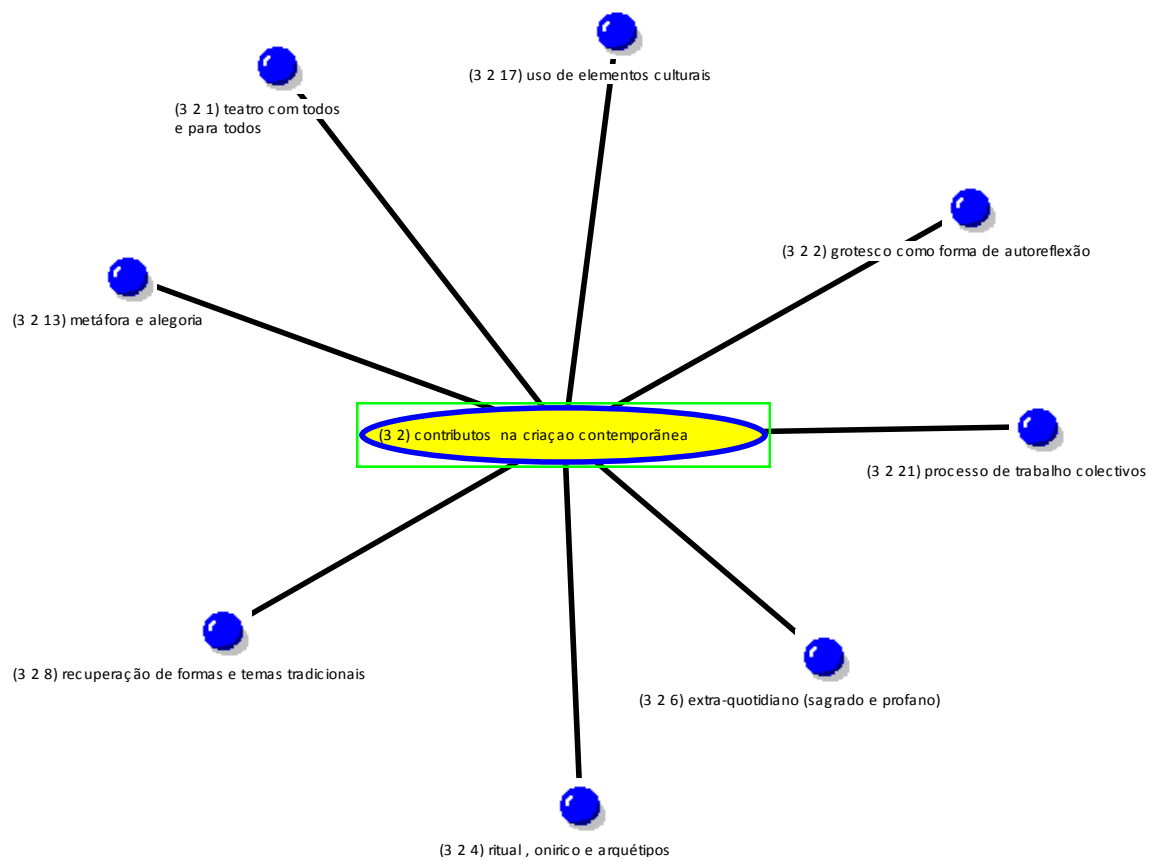 (3 2 17) uso de elementos culturais
(3 2 1) teatro com todos
e para todos
(3 2 2) grotesco como forma de autoreflexão
(3 2 13) metáfora e alegoria
(3 2) contributos na criaçao contemporãnea
(3 2 21) processo de trabalho colectivos
(3 2 8) recuperação de formas e temas tradicionais
(3 2 6) extra-quotidiano (sagrado e profano)
(3 2 4) ritual , onirico e arquétipos